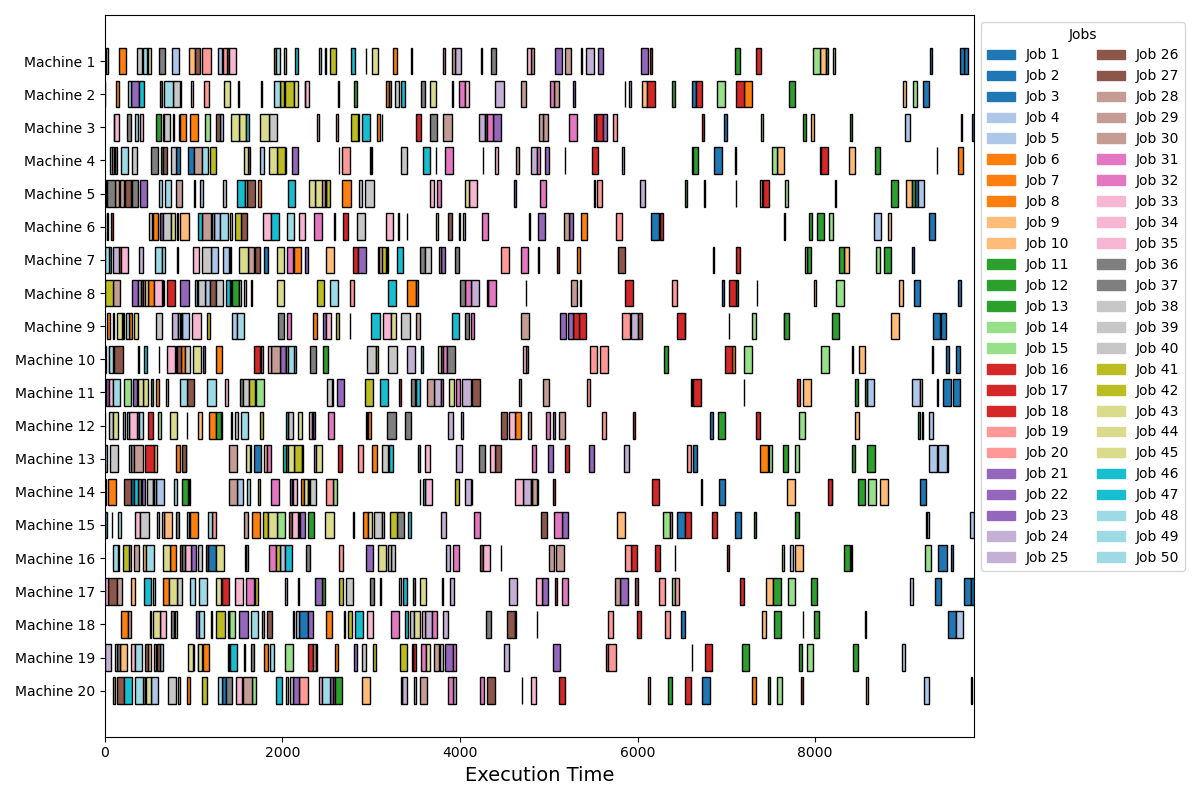 Machine 1
Machine 2
Machine 3
Machine 4
Machine 5
Machine 6
Machine 7
Machine 8
Machine 9
Machine 10
Machine 11
Machine 12
Machine 13
Machine 14
Machine 15
Machine 16
Machine 17
Machine 18
Machine 19
Machine 20
0 2000 4000 6000 8000
Execution Time
Jobs
Job 1
Job 2
Job 3
Job 4
Job 5
Job 6
Job 7
Job 8
Job 9
Job 10
Job 11
Job 12
Job 13
Job 14
Job 15
Job 16
Job 17
Job 18
Job 19
Job 20
Job 21
Job 22
Job 23
Job 24
Job 25
Job 26
Job 27
Job 28
Job 29
Job 30
Job 31
Job 32
Job 33
Job 34
Job 35
Job 36
Job 37
Job 38
Job 39
Job 40
Job 41
Job 42
Job 43
Job 44
Job 45
Job 46
Job 47
Job 48
Job 49
Job 50